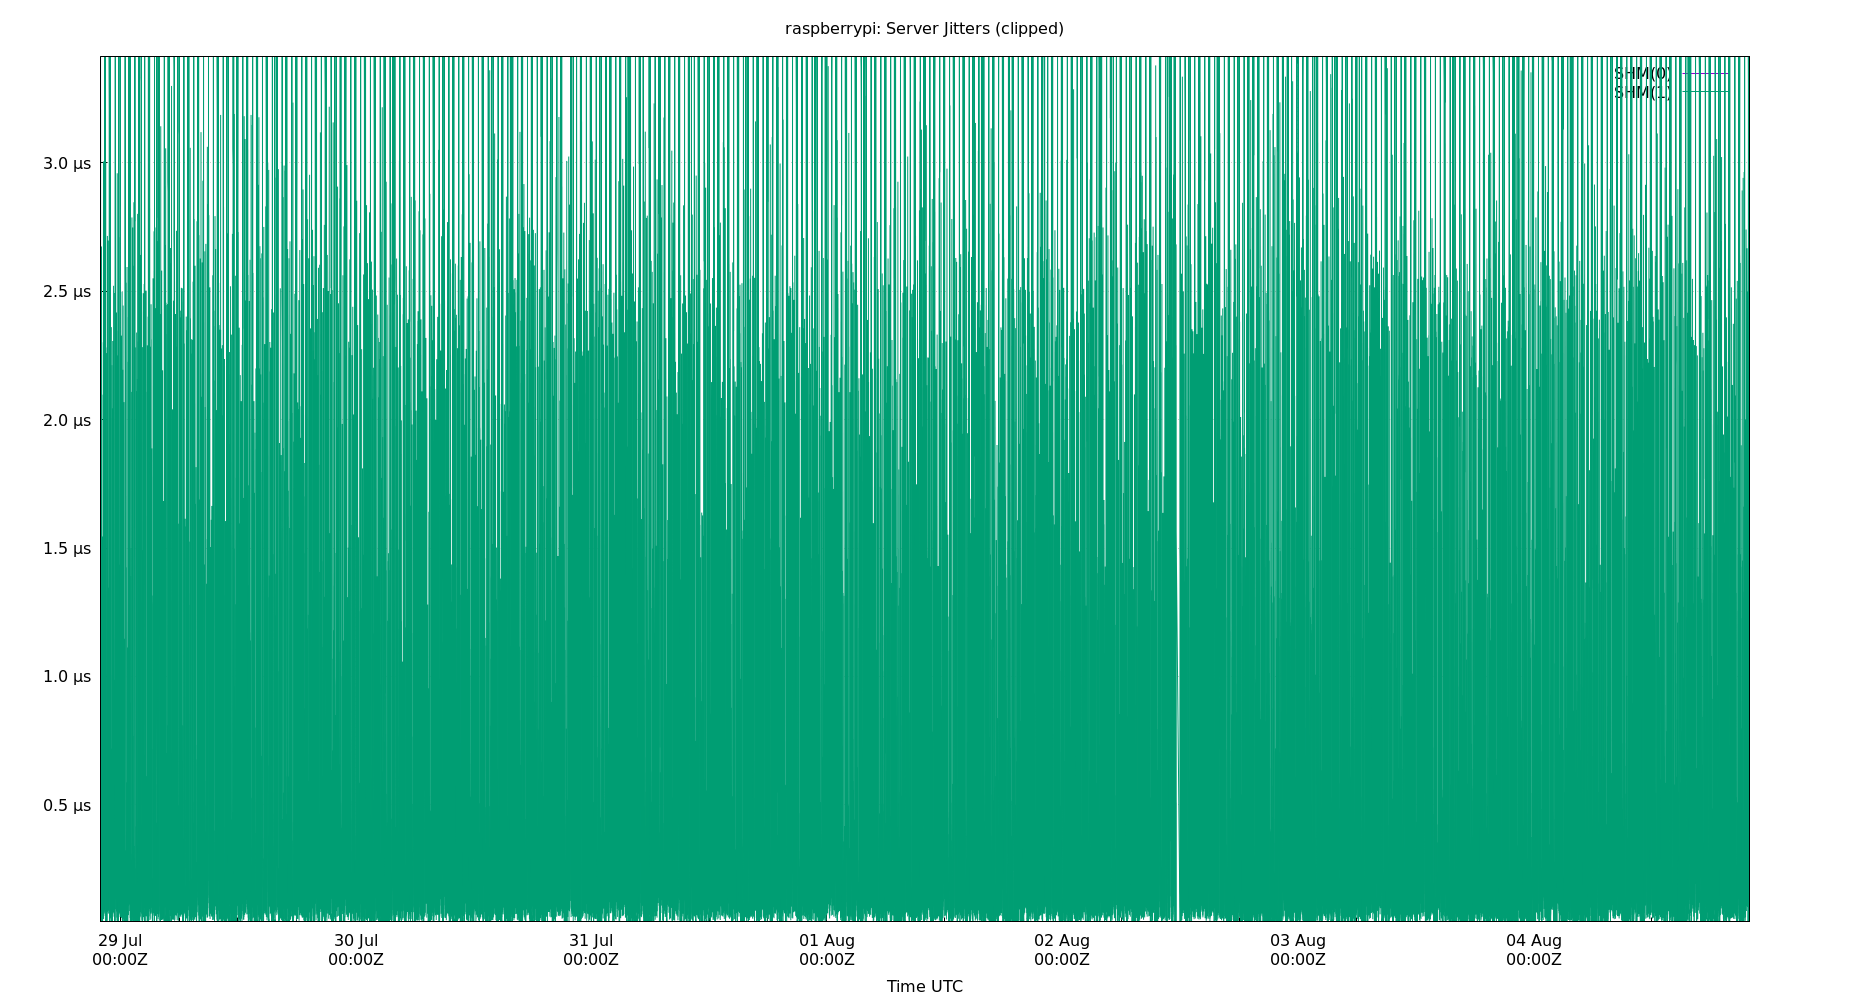 raspberrypi: Server Jitters (clipped)
SHM(0)
SHM(1)
3.0 µs
2.5 µs
2.0 µs
1.5 µs
1.0 µs
0.5 µs
29 Jul 30 Jul 31 Jul 01 Aug 02 Aug 03 Aug 04 Aug
00:00Z 00:00Z 00:00Z 00:00Z 00:00Z 00:00Z 00:00Z
Time UTC